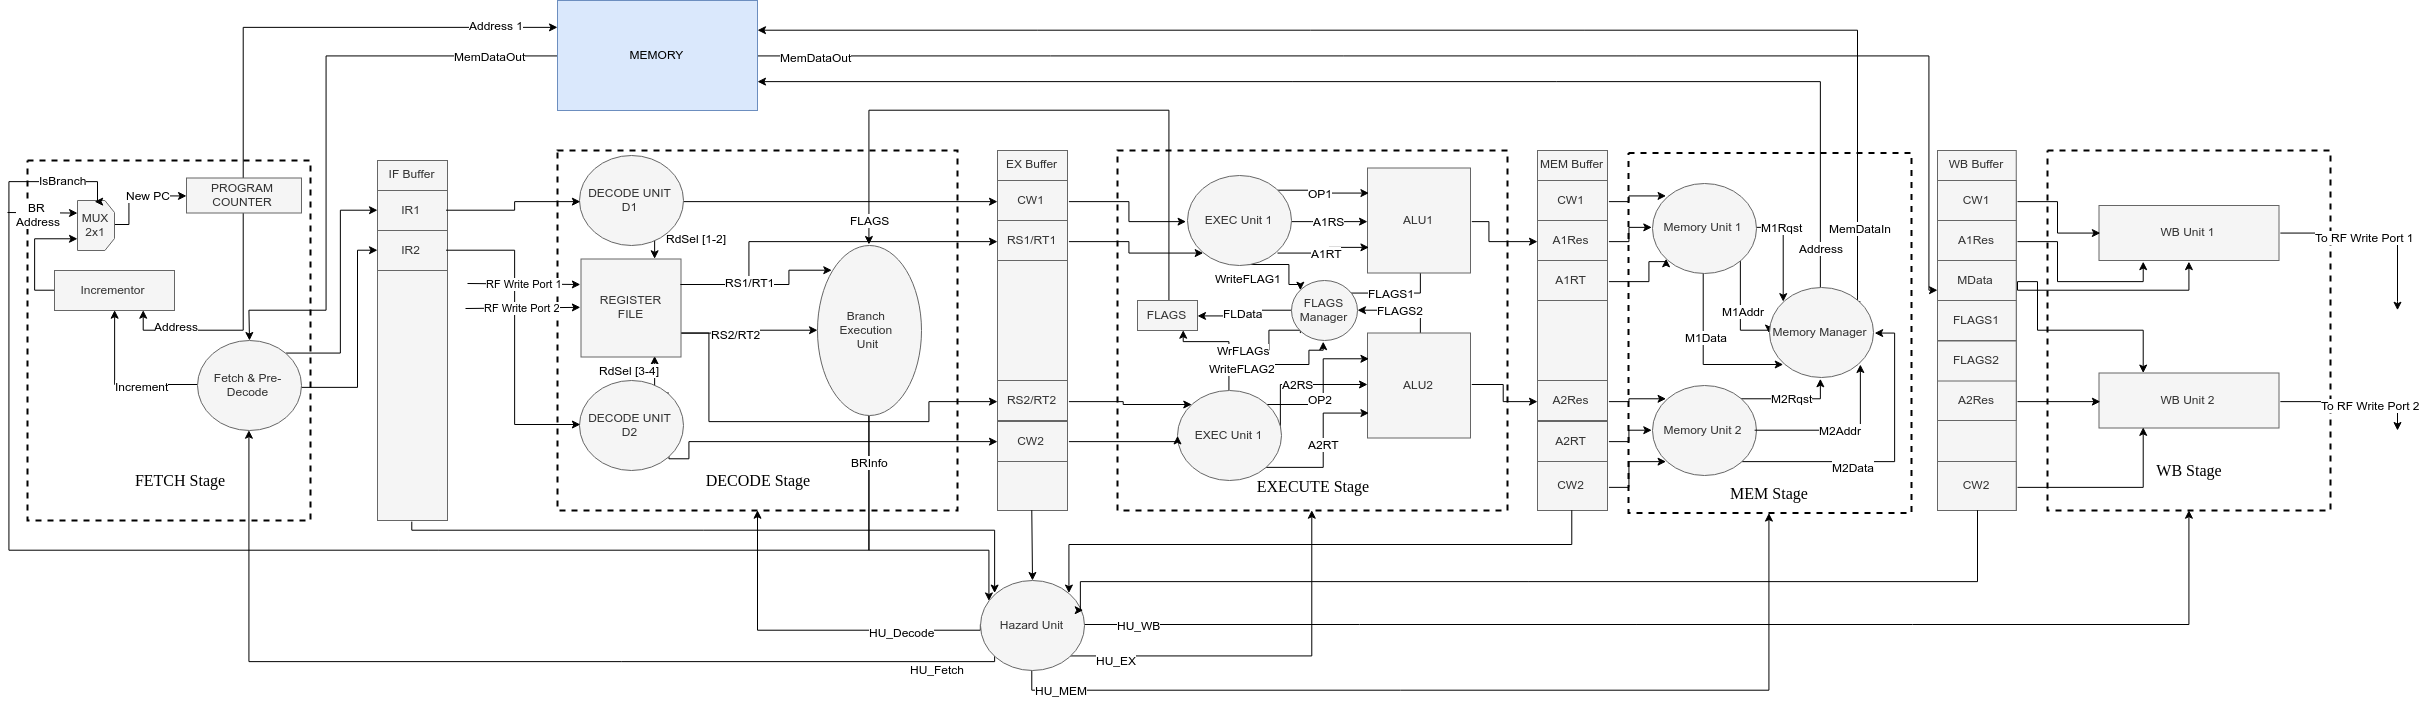 Address 1
MemDataOut
MEMORY
MemDataOut
IsBranch
BR
Address
MUX
2x1
New PC
PROGRAM
COUNTER
Incrementor
Address
Increment
Fetch & Pre-
Decode
FETCH Stage
IF Buffer
IR1
IR2
DECODE UNIT
D1
RdSel [1-2]
RF Write Port 1
RF Write Port 2
REGISTER
FILE
RS1/RT1
RS2/RT2
RdSel [3-4]
DECODE UNIT
D2
FLAGS
Branch
Execution
Unit
BRInfo
DECODE Stage
EX Buffer
CW1
RS1/RT1
RS2/RT2
CW2
EXEC Unit 1
OP1
A1RS
A1RT
ALU1
WriteFLAG1
FLAGS
FLData
FLAGS
Manager
FLAGS1
FLAGS2
WrFLAGs
WriteFLAG2
A2RS
OP2
ALU2
EXEC Unit 1
A2RT
EXECUTE Stage
MEM Buffer
CW1
A1Res
A1RT
A2Res
A2RT
CW2
Memory Unit 1
M1Rqst
Address
MemDataIn
M1Addr
M1Data
Memory Manager
M2Rqst
Memory Unit 2
M2Addr
M2Data
MEM Stage
WB Buffer
CW1
A1Res
MData
FLAGS1
FLAGS2
A2Res
CW2
WB Unit 1
To RF Write Port 1
WB Unit 2
To RF Write Port 2
WB Stage
Hazard Unit
HU_Decode
HU_Fetch
HU_WB
HU_EX
HU_MEM